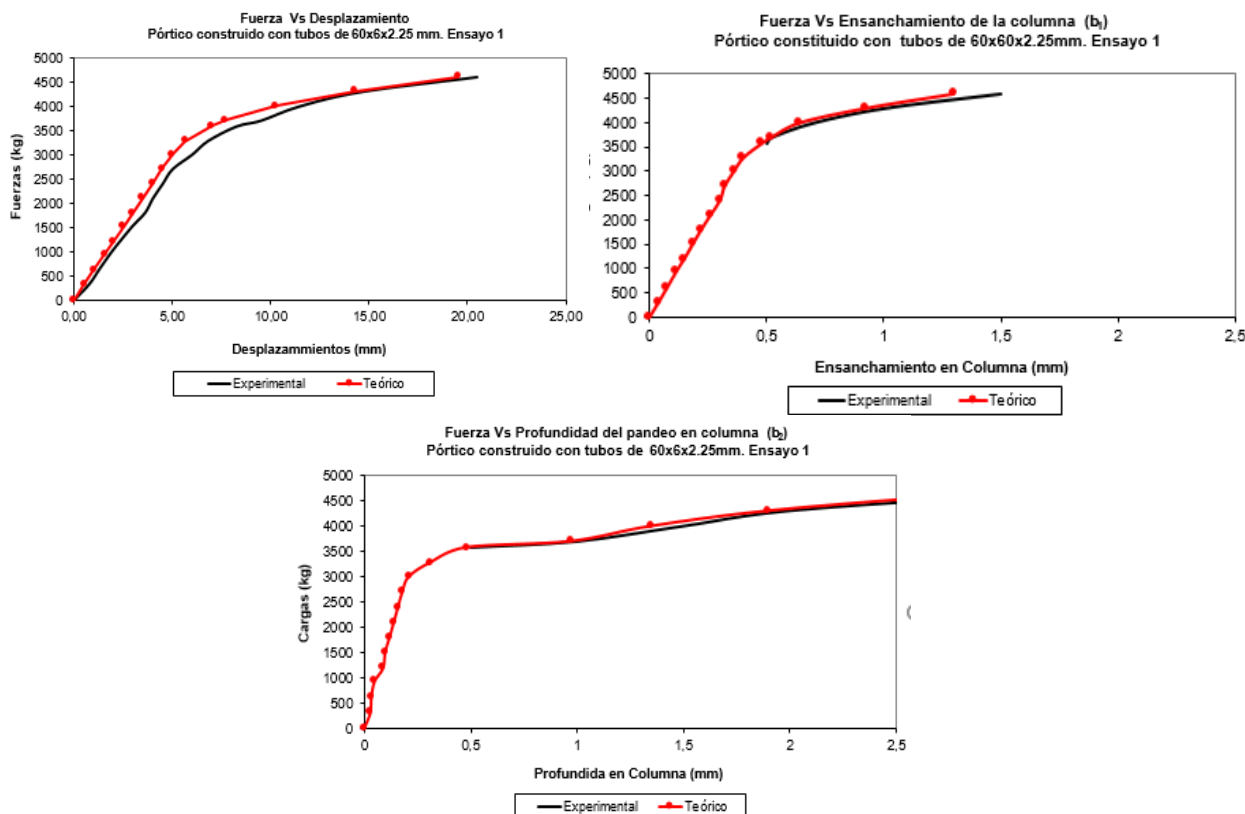 Fuerza Vs Desplazamiento
Pórtico construido con tubos de 60x6x2.25 mm. Ensayo 1
5000
4500
4000
3500
3000
2500
2000
1500
1000
500
0
Fuerzas (kg)
0,00 5,00 10,00 15,00 20,00 25,00
Desplazammientos (mm)
Experimental Teórico
Fuerza Vs Ensanchamiento de la columna (b₁)
Pórtico constituido con tubos de 60x60x2.25mm. Ensayo 1
5000
4500
4000
3500
3000
2500
2000
1500
1000
500
0
0 0,5 1 1,5 2 2,5
Ensanchamiento en Columna (mm)
Experimental Teórico
Fuerza Vs Profundidad del pandeo en columna (b₂)
Pórtico construido con tubos de 60x6x2.25mm. Ensayo 1
5000
4500
4000
3500
3000
2500
2000
1500
1000
500
0
Cargas (kg)
0 0,5 1 1,5 2 2,5
Profundida en Columna (mm)
Experimental Teórico